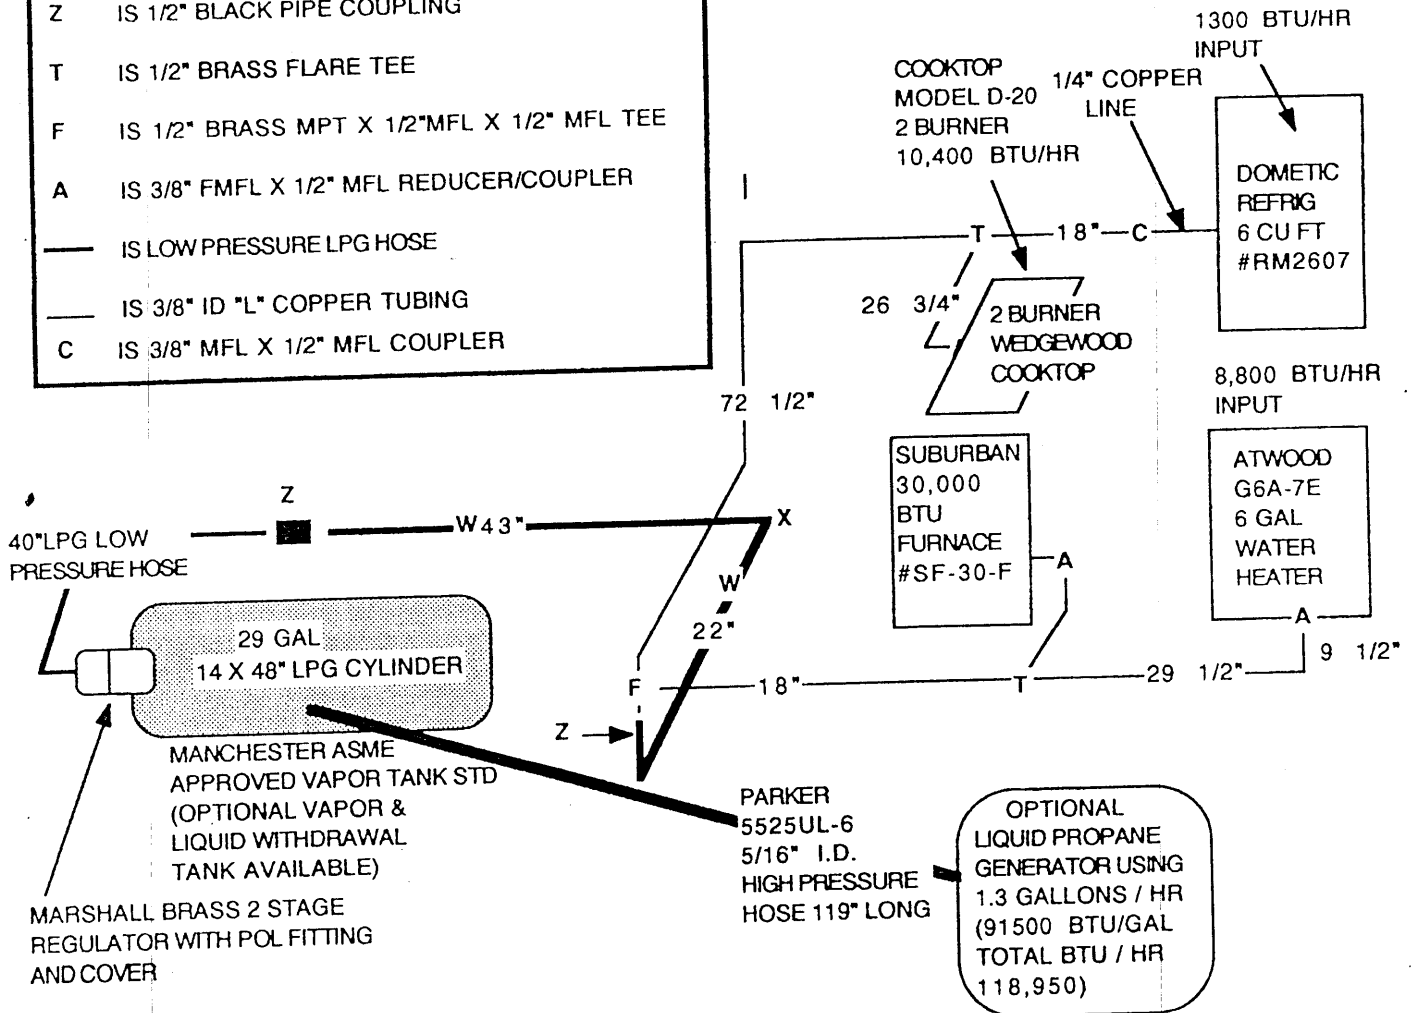 Z IS 1/2" BLACK PIPE COUPLING
T IS 1/2" BRASS FLARE TEE
F IS 1/2" BRASS MPT X 1/2"MFL X 1/2" MFL TEE
A IS 3/8" FMFL X 1/2" MFL REDUCER/COUPLER
IS LOW PRESSURE LPG HOSE
IS 3/8" ID "L" COPPER TUBING
C IS 3/8" MFL X 1/2" MFL COUPLER
1300 BTU/HR
INPUT
COOKTOP
MODEL D-20
2 BURNER
10,400 BTU/HR
1/4" COPPER
LINE
DOMETIC
REFRIG
6 CU FT
#RM2607
T 18" C
26 3/4"
2 BURNER
WEDGEWOOD
COOKTOP
72 1/2"
8,800 BTU/HR
INPUT
SUBURBAN
30,000
BTU
FURNACE
#SF-30-F
A
ATWOOD
G6A-7E
6 GAL
WATER
HEATER
A
9 1/2"
Z
W 43"
X
40"LPG LOW
PRESSURE HOSE
W
22"
29 GAL
14 X 48" LPG CYLINDER
F 18" T 29 1/2"
Z
MANCHESTER ASME
APPROVED VAPOR TANK STD
(OPTIONAL VAPOR &
LIQUID WITHDRAWAL
TANK AVAILABLE)
MARSHALL BRASS 2 STAGE
REGULATOR WITH POL FITTING
AND COVER
PARKER
5525UL-6
5/16" I.D.
HIGH PRESSURE
HOSE 119" LONG
OPTIONAL
LIQUID PROPANE
GENERATOR USING
1.3 GALLONS / HR
(91500 BTU/GAL
TOTAL BTU / HR
118,950)